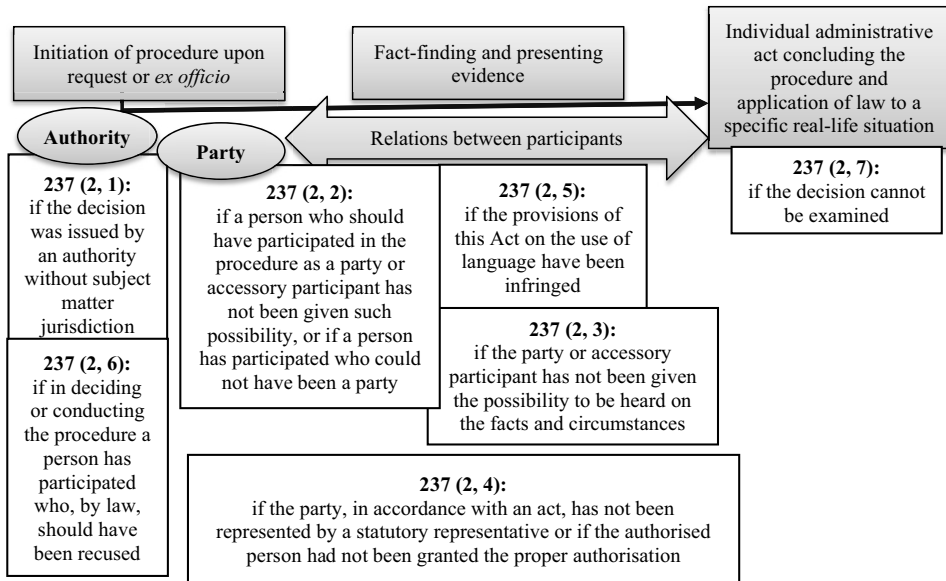 Initiation of procedure upon
request or ex officio
Fact-finding and presenting
evidence
Individual administrative
act concluding the
procedure and
application of law to a
specific real-life situation
Relations between participants
Authority
Party
237 (2, 1):
if the decision
was issued by
an authority
without subject
matter
jurisdiction
237 (2, 6):
if in deciding
or conducting
the procedure a
person has
participated
who, by law,
should have
been recused
237 (2, 2):
if a person who should
have participated in the
procedure as a party or
accessory participant has
not been given such
possibility, or if a person
has participated who could
not have been a party
237 (2, 5):
if the provisions of
this Act on the use of
language have been
infringed
237 (2, 3):
if the party or accessory
participant has not been given
the possibility to be heard on
the facts and circumstances
237 (2, 7):
if the decision cannot
be examined
237 (2, 4):
if the party, in accordance with an act, has not been
represented by a statutory representative or if the authorised
person had not been granted the proper authorisation